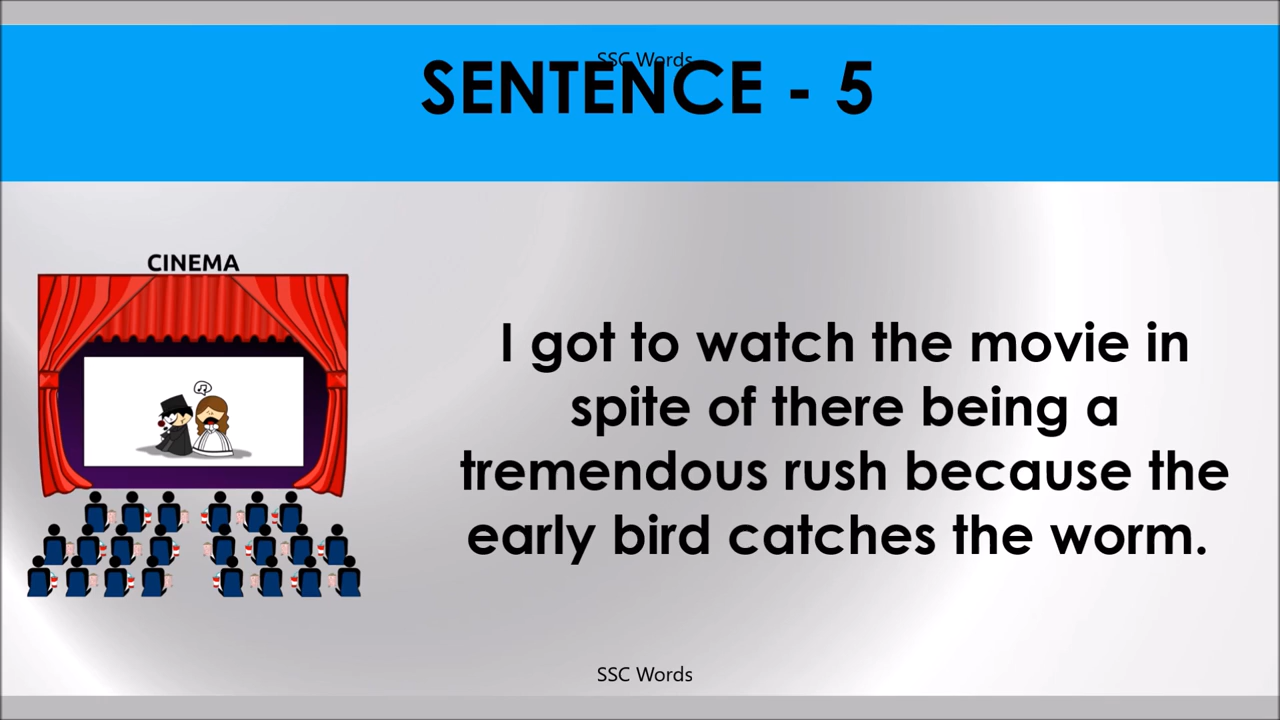 SSC Words
SENTENCE - 5
CINEMA
I got to watch the movie in
spite of there being a
tremendous rush because the
early bird catches the worm.
SSC Words